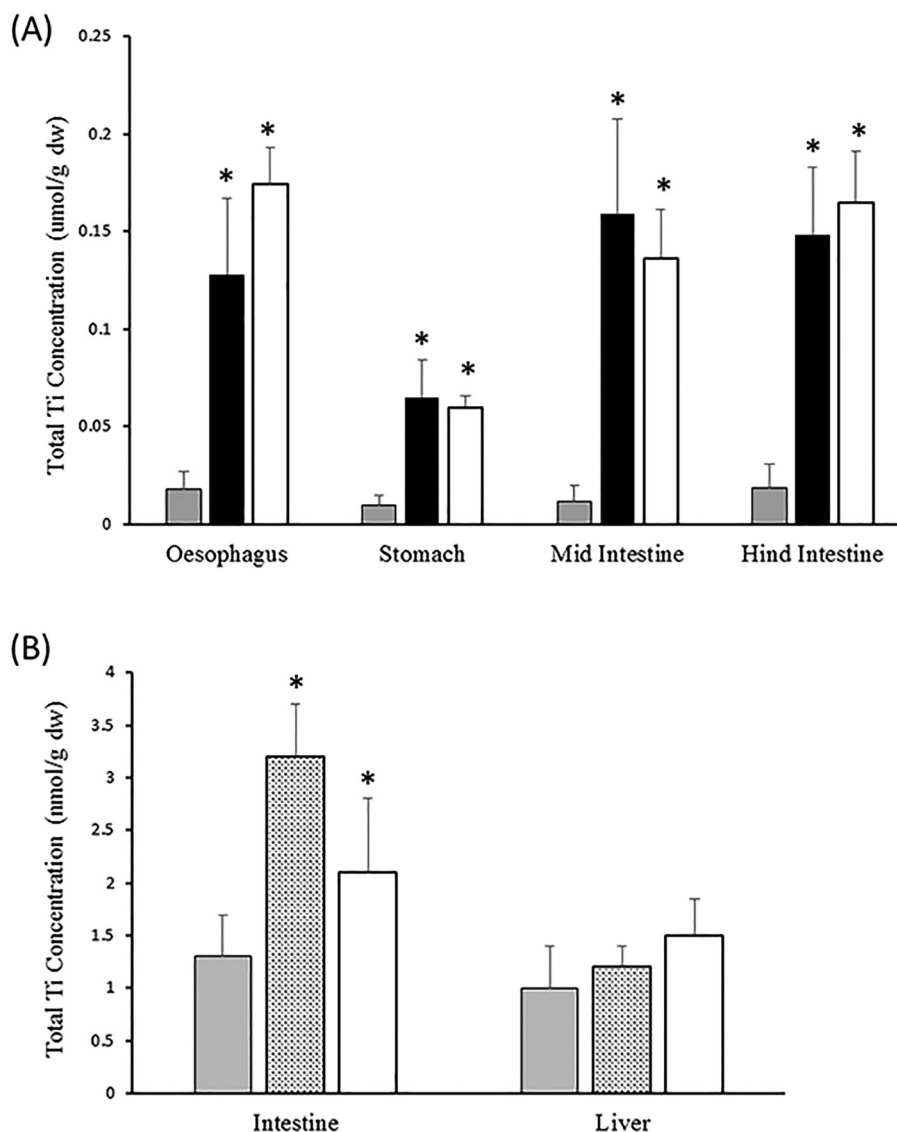 (A)
Total Ti Concentration (umol/g dw)
0.25
0.2
0.15
0.1
0.05
0
* * * * * * * *
Oesophagus Stomach Mid Intestine Hind Intestine
(B)
Total Ti Concentration (nmol/g dw)
4
3.5
3
2.5
2
1.5
1
0.5
0
* *
Intestine Liver